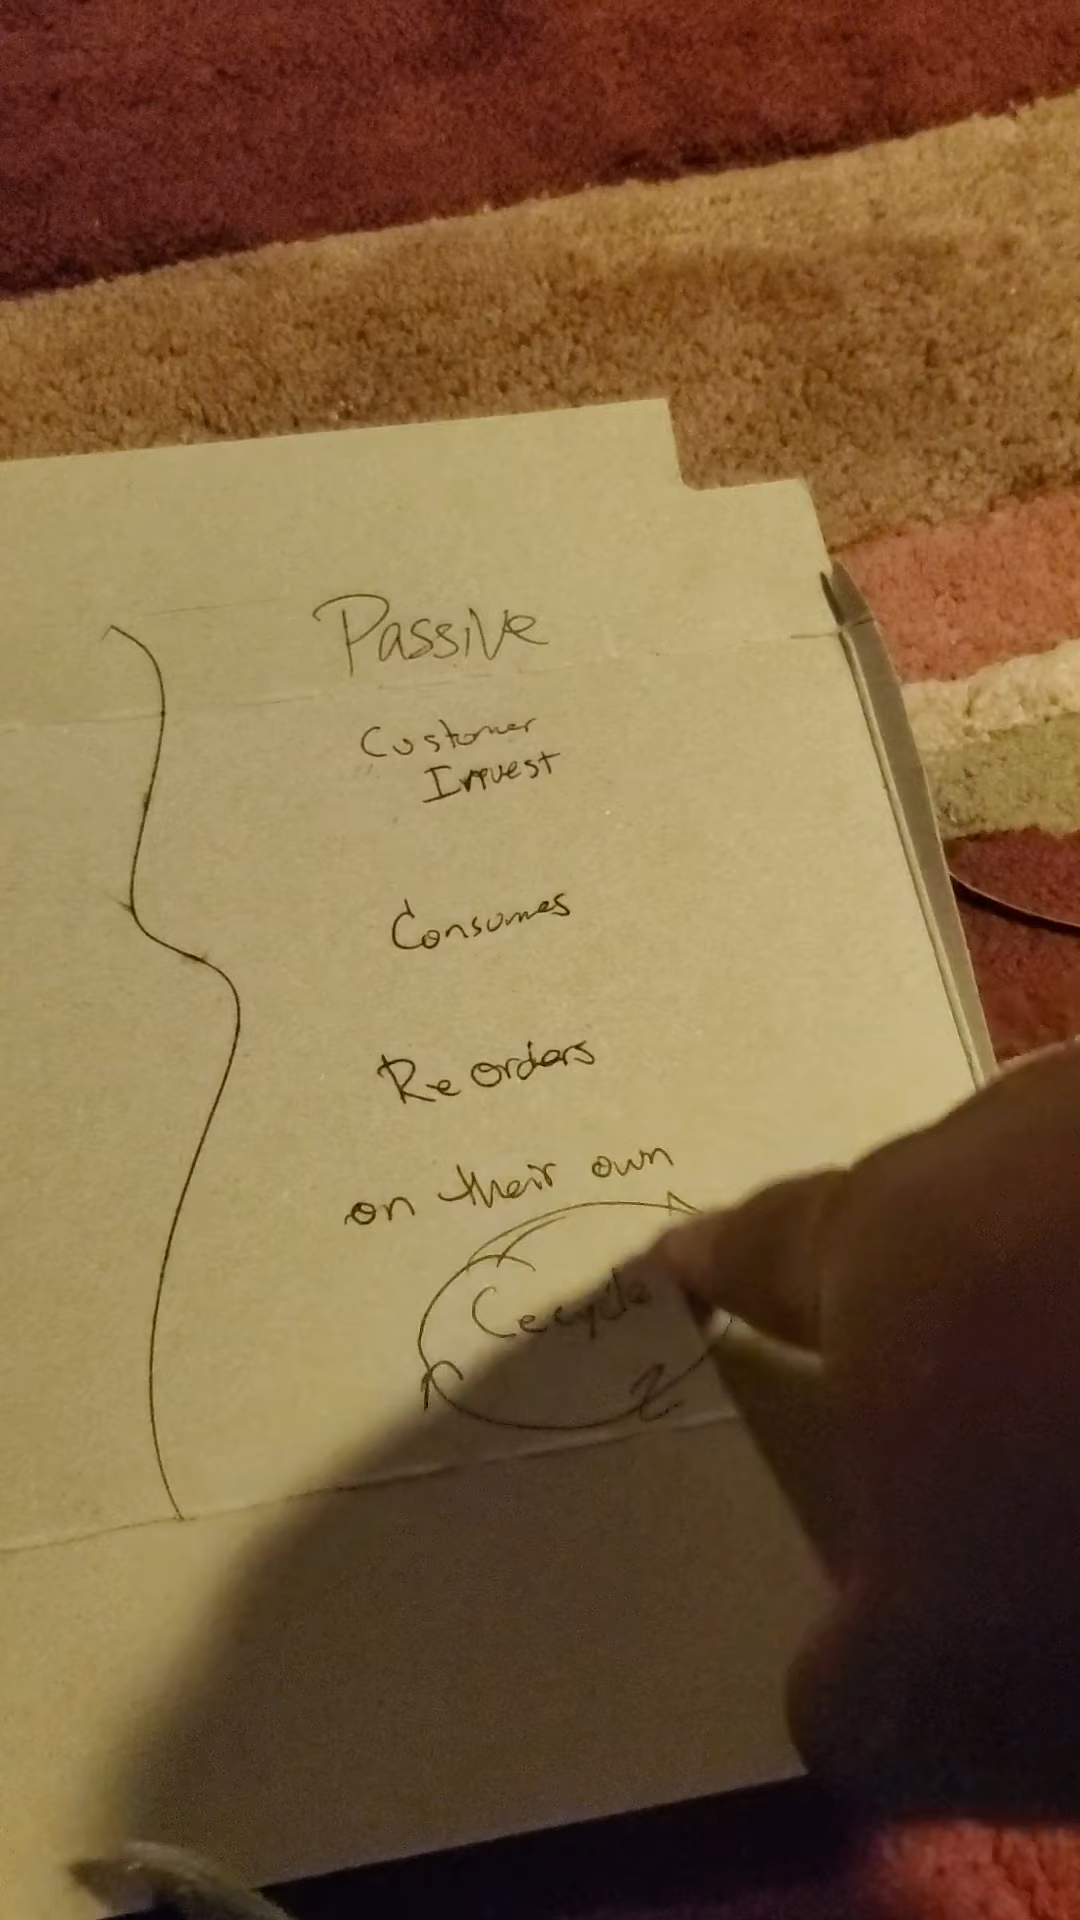 Passive
Customer
Invest
Consumes
Re orders
on their own